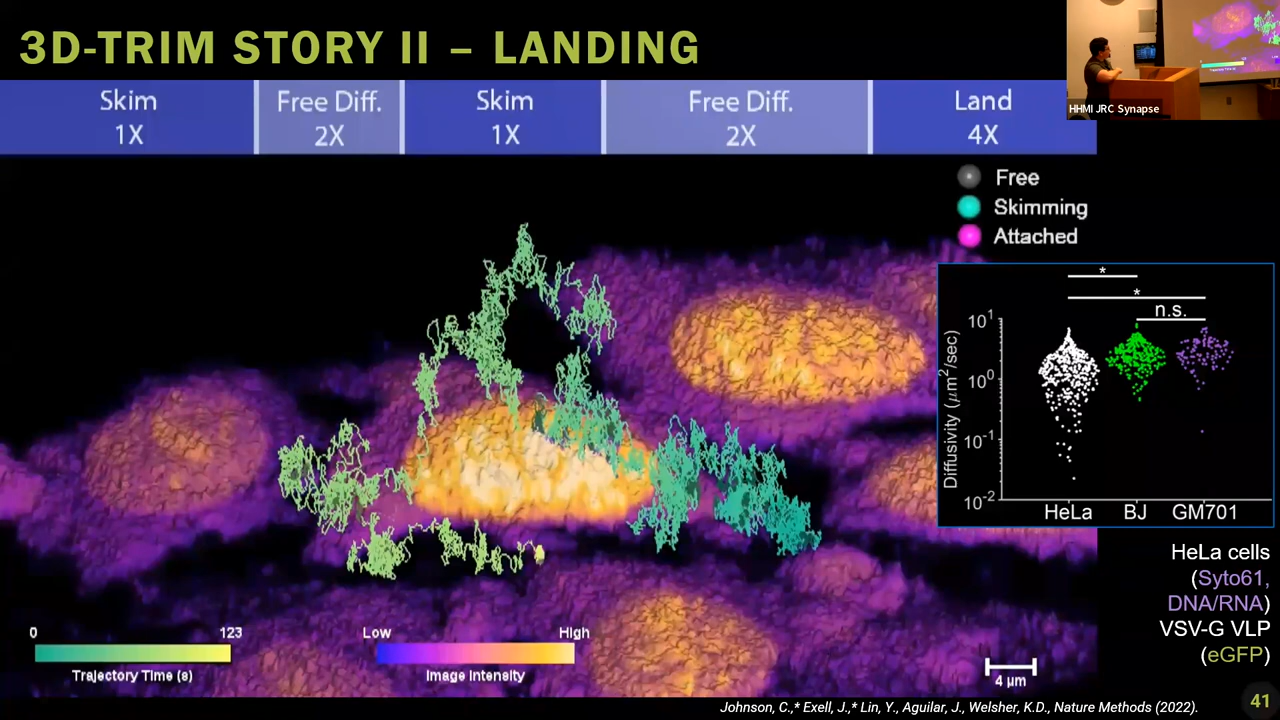 3D-TRIM STORY II – LANDING
HHMI JRC Synapse
Skim
1X
Free Diff.
2X
Skim
1X
Free Diff.
2X
Land
4X
Free
Skimming
Attached
*
*
n.s.
Diffusivity (μm²/sec)
10¹
10⁰
10⁻¹
10⁻²
HeLa BJ GM701
HeLa cells
(Syto61,
DNA/RNA)
VSV-G VLP
(eGFP)
0 123
Trajectory Time (s)
Low High
Image Intensity
4 μm
Johnson, C.,* Exell, J.,* Lin, Y., Aguilar, J., Welsher, K.D., Nature Methods (2022).
41